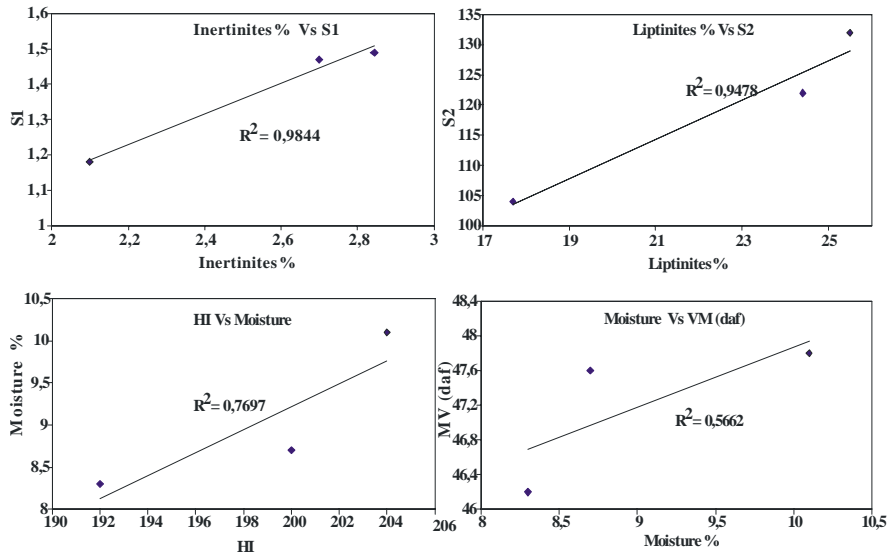 Inertinites % Vs S1
1,6
1,5
1,4
1,3
1,2
1,1
1
S1
R2 = 0,9844
2 2,2 2,4 2,6 2,8 3
Inertinites %
Liptinites % Vs S2
135
130
125
120
115
110
105
100
S2
R2 = 0,9478
17 19 21 23 25
Liptinites %
HI Vs Moisture
10,5
10
9,5
9
8,5
8
Moisture %
R2 = 0,7697
190 192 194 196 198 200 202 204 206
HI
Moisture Vs VM (daf)
48,4
48
47,6
47,2
46,8
46,4
46
MV (daf)
R2 = 0,5662
8 8,5 9 9,5 10 10,5
Moisture %